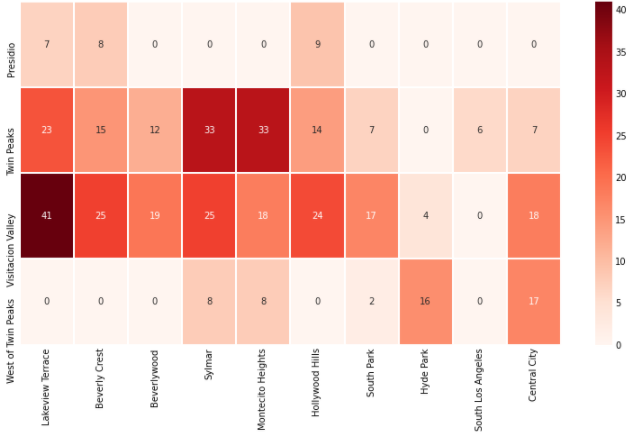 Presidio
7 8 0 0 0 9 0 0 0 0
Twin Peaks
23 15 12 33 33 14 7 0 6 7
Visitacion Valley
41 25 19 25 18 24 17 4 0 18
West of Twin Peaks
0 0 0 8 8 0 2 16 0 17
Lakeview Terrace
Beverly Crest
Beverlywood
Sylmar
Montecito Heights
Hollywood Hills
South Park
Hyde Park
South Los Angeles
Central City
40
35
30
25
20
15
10
5
0